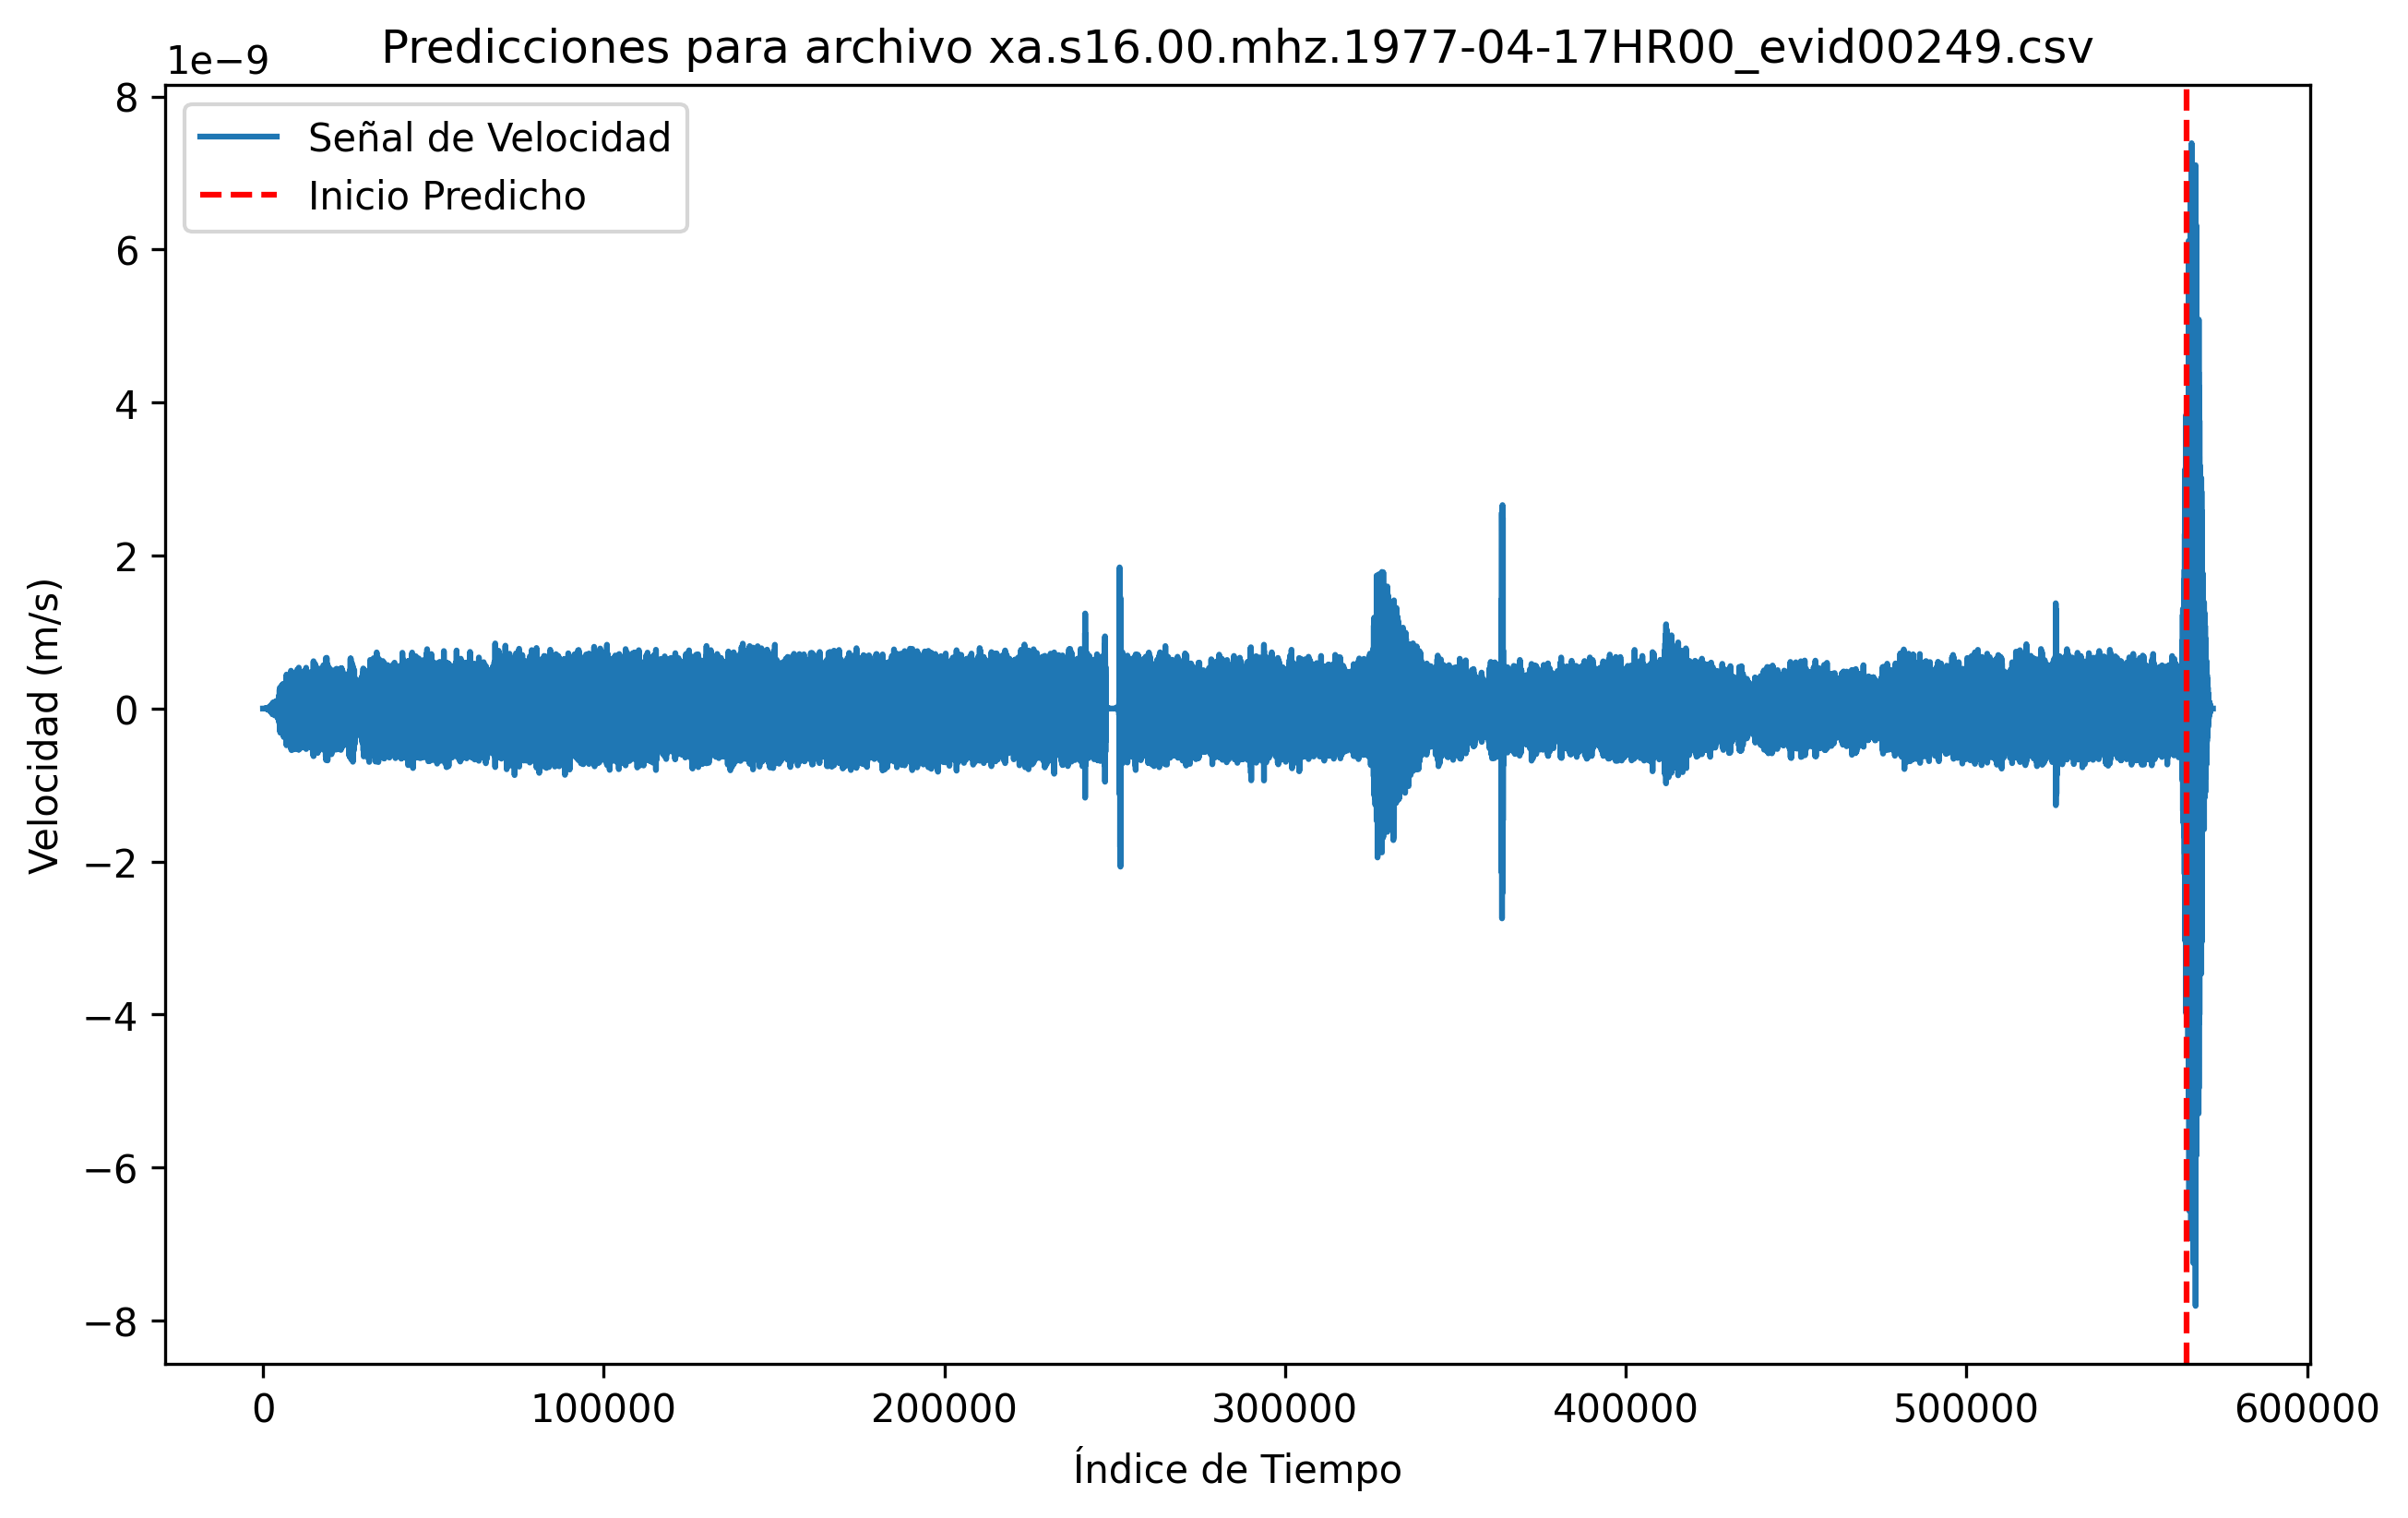 Predicciones para archivo xa.s16.00.mhz.1977-04-17HR00_evid00249.csv
1e−9
Señal de Velocidad
Inicio Predicho
8
6
4
2
0
−2
−4
−6
−8
Velocidad (m/s)
0 100000 200000 300000 400000 500000 600000
Índice de Tiempo